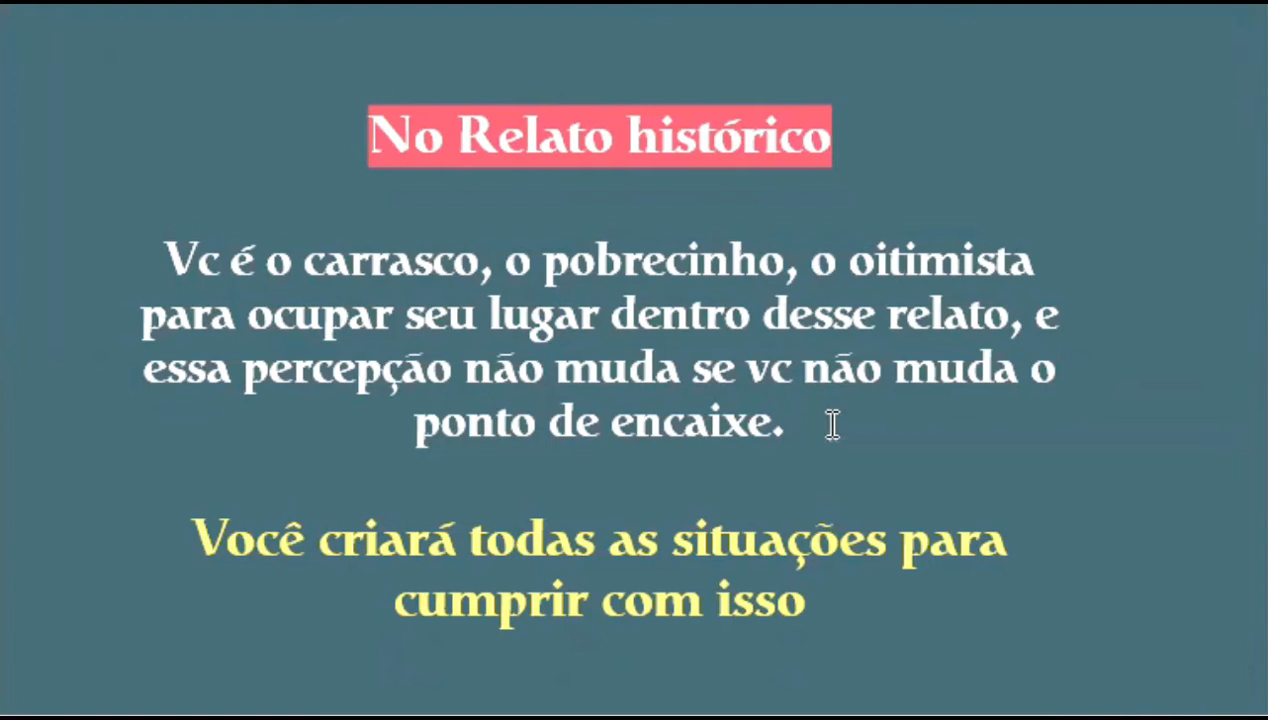 No Relato histórico
Vc é o carrasco, o pobrecinho, o oitimista
para ocupar seu lugar dentro desse relato, e
essa percepção não muda se vc não muda o
ponto de encaixe.
Você criará todas as situações para
cumprir com isso